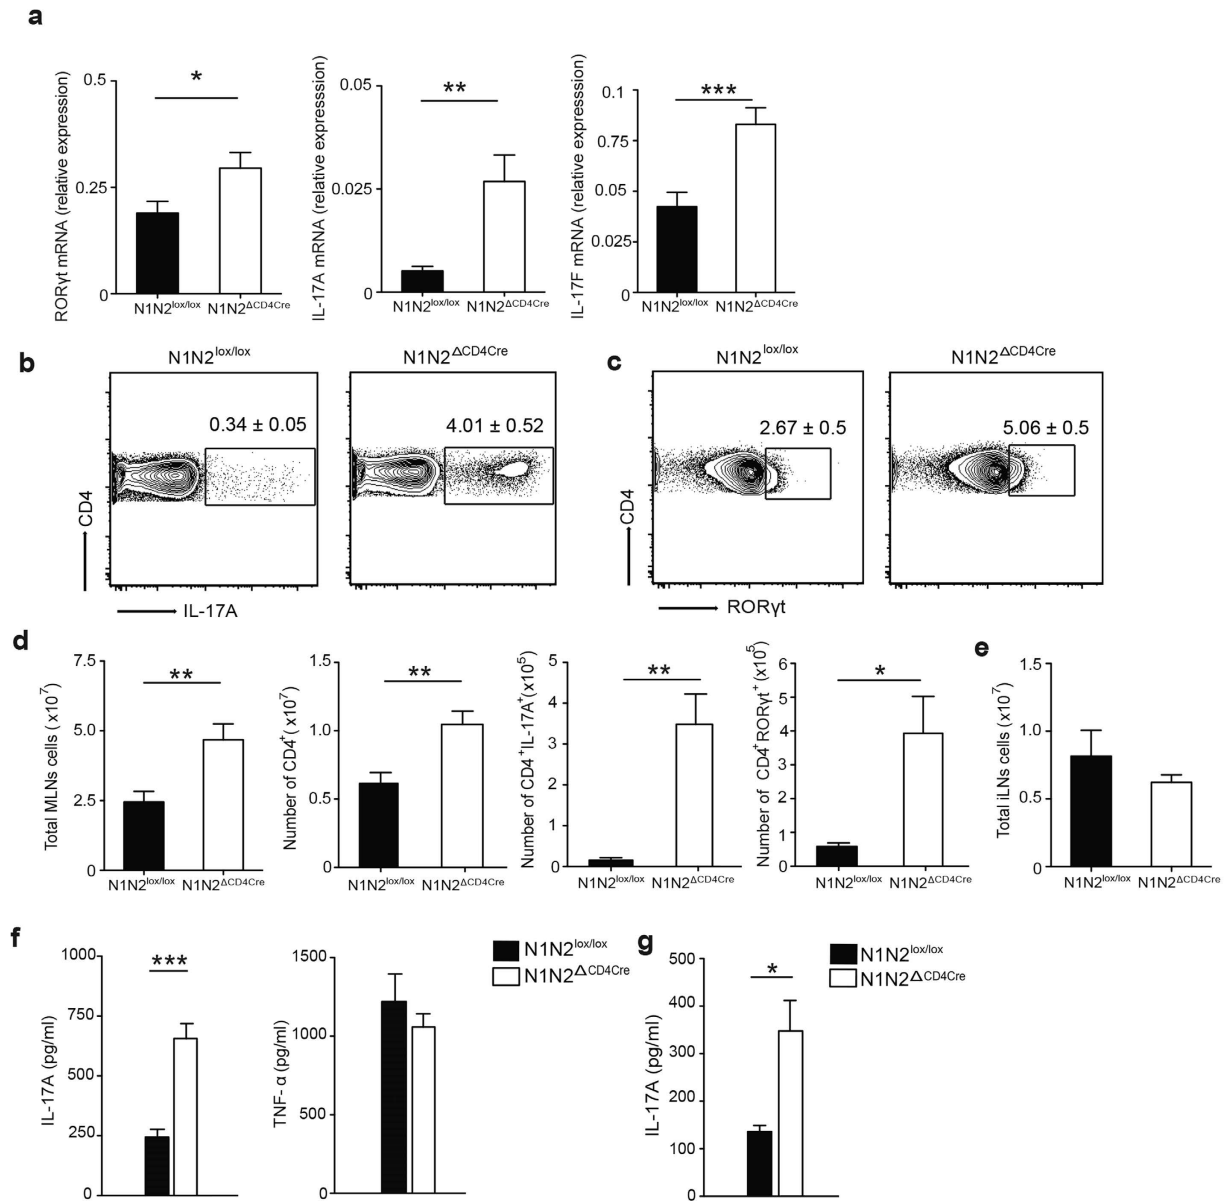 a
RORγt mRNA (relative expression)
0.5
0.25
0
*
N1N2lox/lox
N1N2ΔCD4Cre
IL-17A mRNA (relative expresssion)
0.05
0.025
0
**
N1N2lox/lox
N1N2ΔCD4Cre
IL-17F mRNA (relative expresssion)
0.1
0.75
0.05
0.025
0
***
N1N2lox/lox
N1N2ΔCD4Cre
b
N1N2lox/lox
N1N2ΔCD4Cre
0.34 ± 0.05
4.01 ± 0.52
CD4
IL-17A
c
N1N2lox/lox
N1N2ΔCD4Cre
2.67 ± 0.5
5.06 ± 0.5
CD4
RORγt
d
Total MLNs cells (x10⁷)
7.5
5.0
2.5
0
**
N1N2lox/lox
N1N2ΔCD4Cre
Number of CD4⁺(x10⁷)
1.5
1.0
0.5
0
**
N1N2lox/lox
N1N2ΔCD4Cre
Number of CD4⁺IL-17A⁺(x10⁵)
5
4
3
2
1
0
**
N1N2lox/lox
N1N2ΔCD4Cre
Number of CD4⁺RORγt⁺(x10⁵)
6
5
4
3
2
1
0
*
N1N2lox/lox
N1N2ΔCD4Cre
e
Total iLNs cells (x10⁷)
1.5
1.0
0.5
0
N1N2lox/lox
N1N2ΔCD4Cre
f
IL-17A (pg/ml)
1000
750
500
250
0
***
TNF- α (pg/ml)
1500
1000
500
0
N1N2lox/lox
N1N2ΔCD4Cre
g
IL-17A (pg/ml)
500
400
300
200
100
0
*
N1N2lox/lox
N1N2ΔCD4Cre